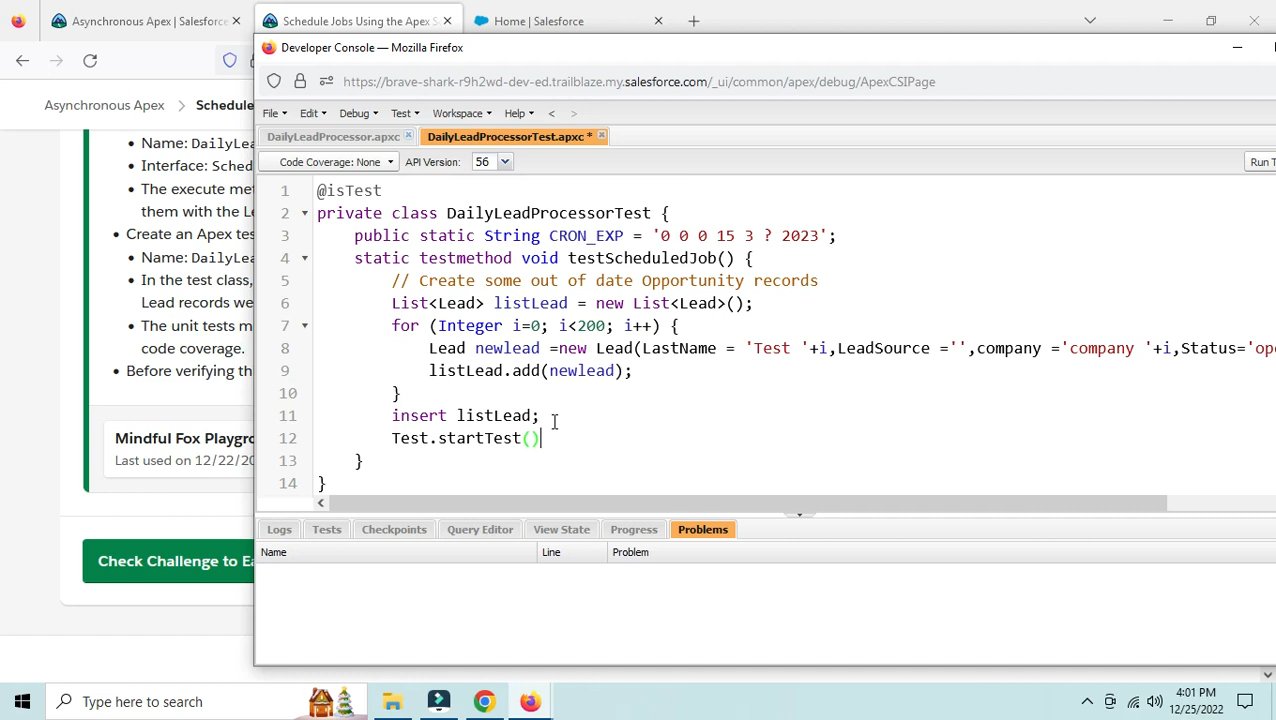 Asynchronous Apex | Salesforce
Schedule Jobs Using the Apex S
Home | Salesforce
Developer Console — Mozilla Firefox
https://brave-shark-r9h2wd-dev-ed.trailblaze.my.salesforce.com/_ui/common/apex/debug/ApexCSIPage
Asynchronous Apex > Schedule
File Edit Debug Test Workspace Help < >
DailyLeadProcessor.apxc
DailyLeadProcessorTest.apxc *
Code Coverage: None API Version: 56 Run T
Name: DailyLea
Interface: Sched
The execute met
them with the Le
Create an Apex tes
Name: DailyLea
In the test class,
Lead records we
The unit tests m
code coverage.
Before verifying th
Mindful Fox Playgro
Last used on 12/22/20
Check Challenge to Ea
1 @isTest
2 private class DailyLeadProcessorTest {
3 public static String CRON_EXP = '0 0 0 15 3 ? 2023';
4 static testmethod void testScheduledJob() {
5 // Create some out of date Opportunity records
6 List<Lead> listLead = new List<Lead>();
7 for (Integer i=0; i<200; i++) {
8 Lead newlead =new Lead(LastName = 'Test '+i,LeadSource ='',company ='company '+i,Status='ope
9 listLead.add(newlead);
10 }
11 insert listLead;
12 Test.startTest()
13 }
14 }
Logs Tests Checkpoints Query Editor View State Progress Problems
Name Line Problem
Type here to search
4:01 PM
12/25/2022